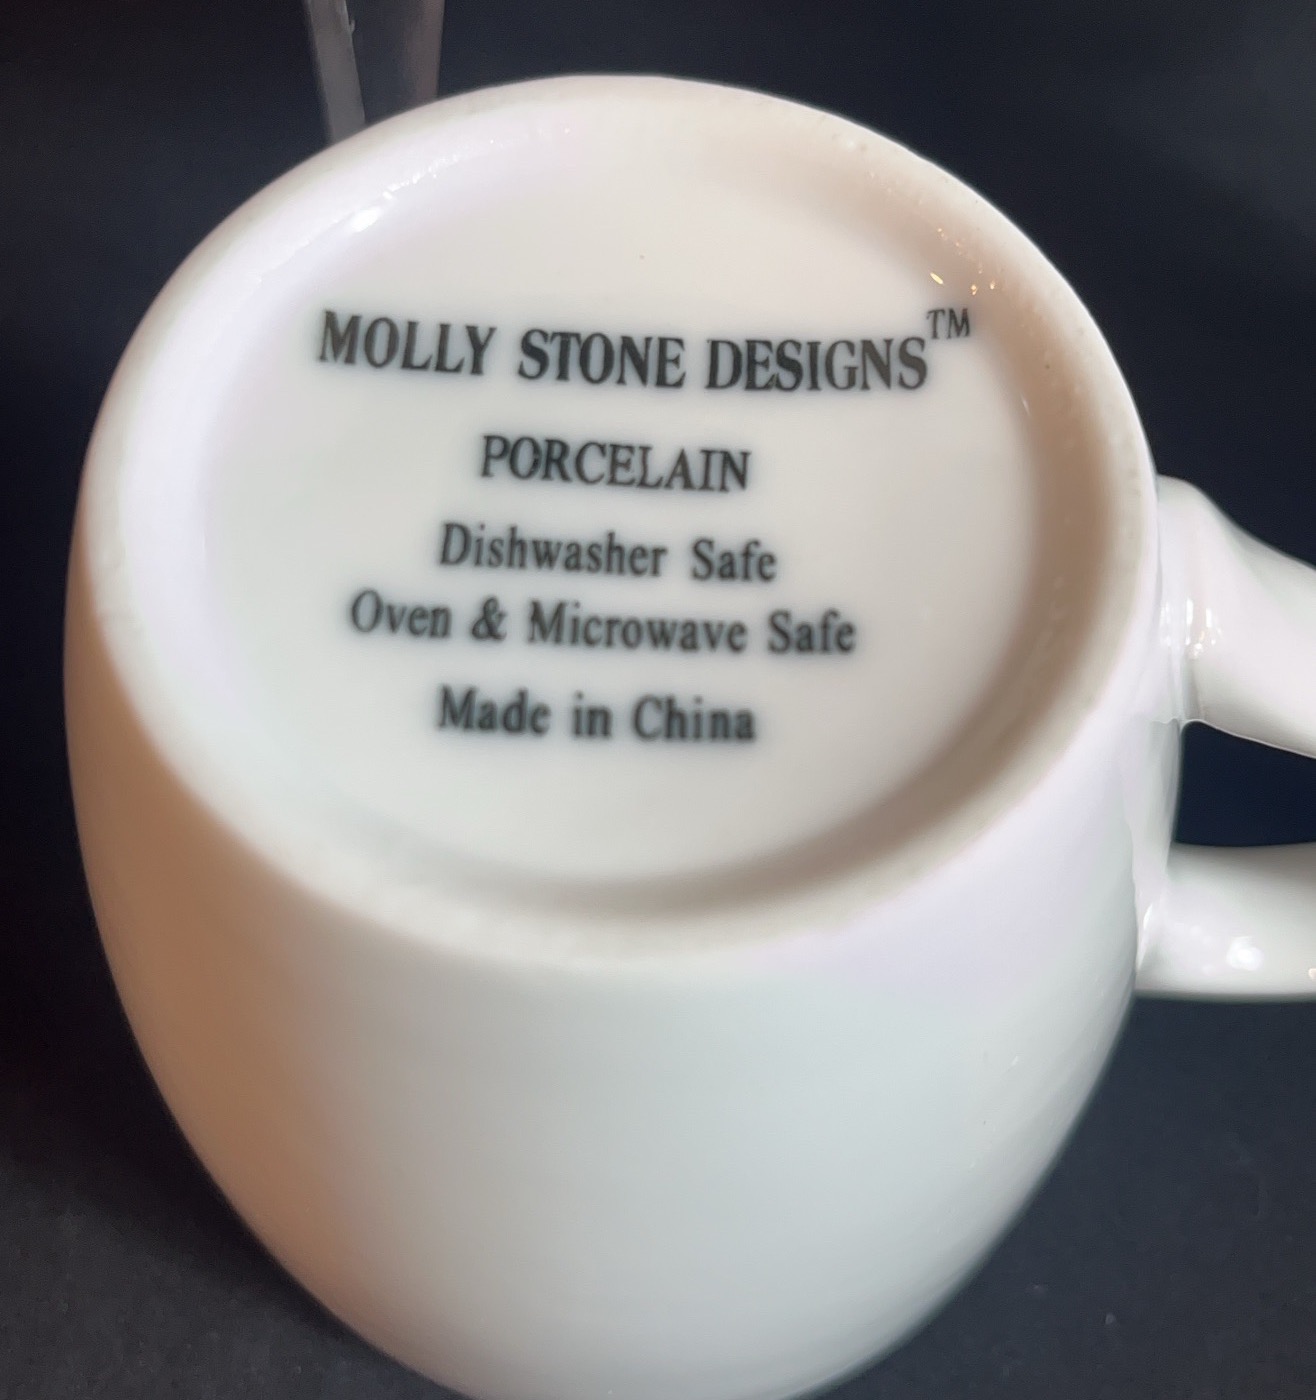 MOLLY STONE DESIGNS™
PORCELAIN
Dishwasher Safe
Oven & Microwave Safe
Made in China